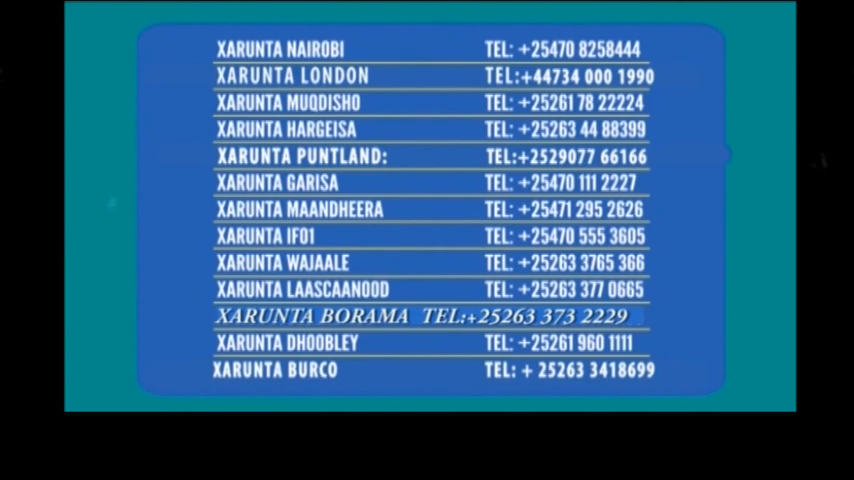 XARUNTA NAIROBI TEL: +25470 8258444
XARUNTA LONDON TEL:+44734 000 1990
XARUNTA MUQDISHO TEL: +25261 78 22224
XARUNTA HARGEISA TEL: +25263 44 88399
XARUNTA PUNTLAND: TEL:+2529077 66166
XARUNTA GARISA TEL: +25470 111 2227
XARUNTA MAANDHEERA TEL: +25471 295 2626
XARUNTA IFO1 TEL: +25470 555 3605
XARUNTA WAJAALE TEL: +25263 3765 366
XARUNTA LAASCAANOOD TEL: +25263 377 0665
XARUNTA BORAMA TEL:+25263 373 2229
XARUNTA DHOOBLEY TEL: +25261 960 1111
XARUNTA BURCO TEL: + 25263 3418699